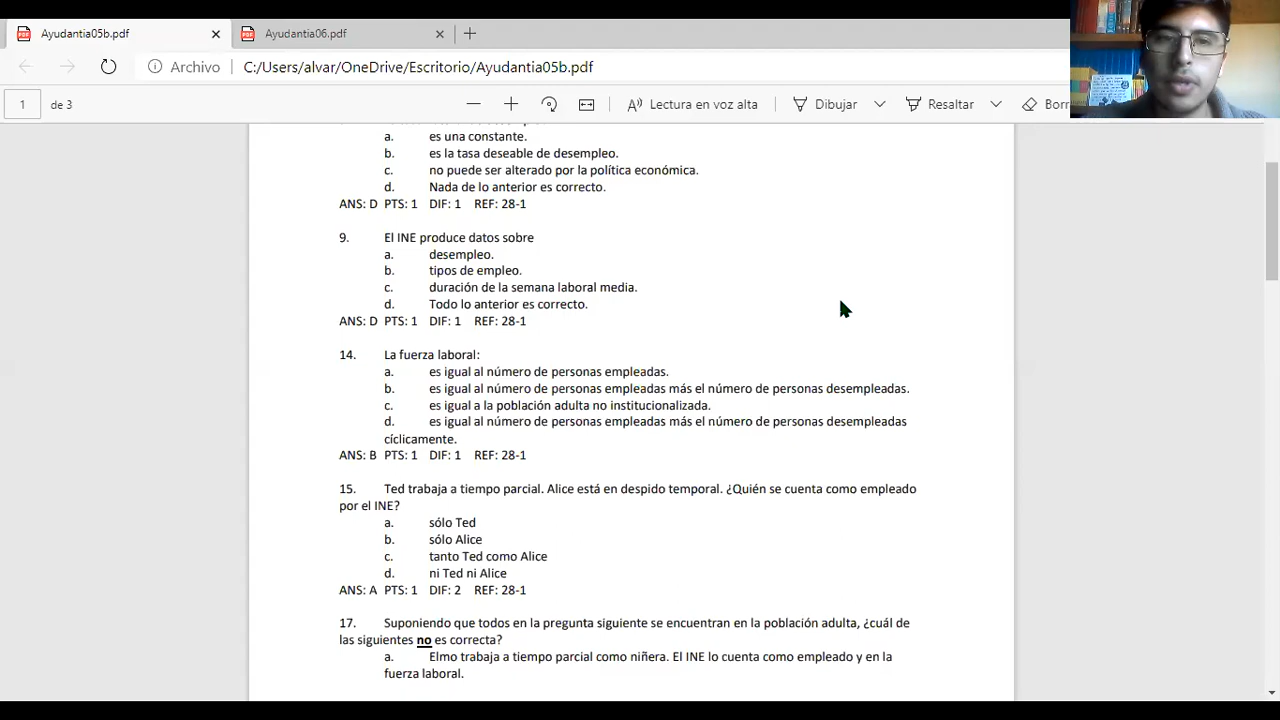 Ayudantia05b.pdf
Ayudantia06.pdf
Archivo C:/Users/alvar/OneDrive/Escritorio/Ayudantia05b.pdf
1 de 3
Lectura en voz alta
Dibujar
Resaltar
Borr
a. es una constante.
b. es la tasa deseable de desempleo.
c. no puede ser alterado por la política económica.
d. Nada de lo anterior es correcto.
ANS: D PTS: 1 DIF: 1 REF: 28-1
9. El INE produce datos sobre
a. desempleo.
b. tipos de empleo.
c. duración de la semana laboral media.
d. Todo lo anterior es correcto.
ANS: D PTS: 1 DIF: 1 REF: 28-1
14. La fuerza laboral:
a. es igual al número de personas empleadas.
b. es igual al número de personas empleadas más el número de personas desempleadas.
c. es igual a la población adulta no institucionalizada.
d. es igual al número de personas empleadas más el número de personas desempleadas
cíclicamente.
ANS: B PTS: 1 DIF: 1 REF: 28-1
15. Ted trabaja a tiempo parcial. Alice está en despido temporal. ¿Quién se cuenta como empleado
por el INE?
a. sólo Ted
b. sólo Alice
c. tanto Ted como Alice
d. ni Ted ni Alice
ANS: A PTS: 1 DIF: 2 REF: 28-1
17. Suponiendo que todos en la pregunta siguiente se encuentran en la población adulta, ¿cuál de
las siguientes no es correcta?
a. Elmo trabaja a tiempo parcial como niñera. El INE lo cuenta como empleado y en la
fuerza laboral.